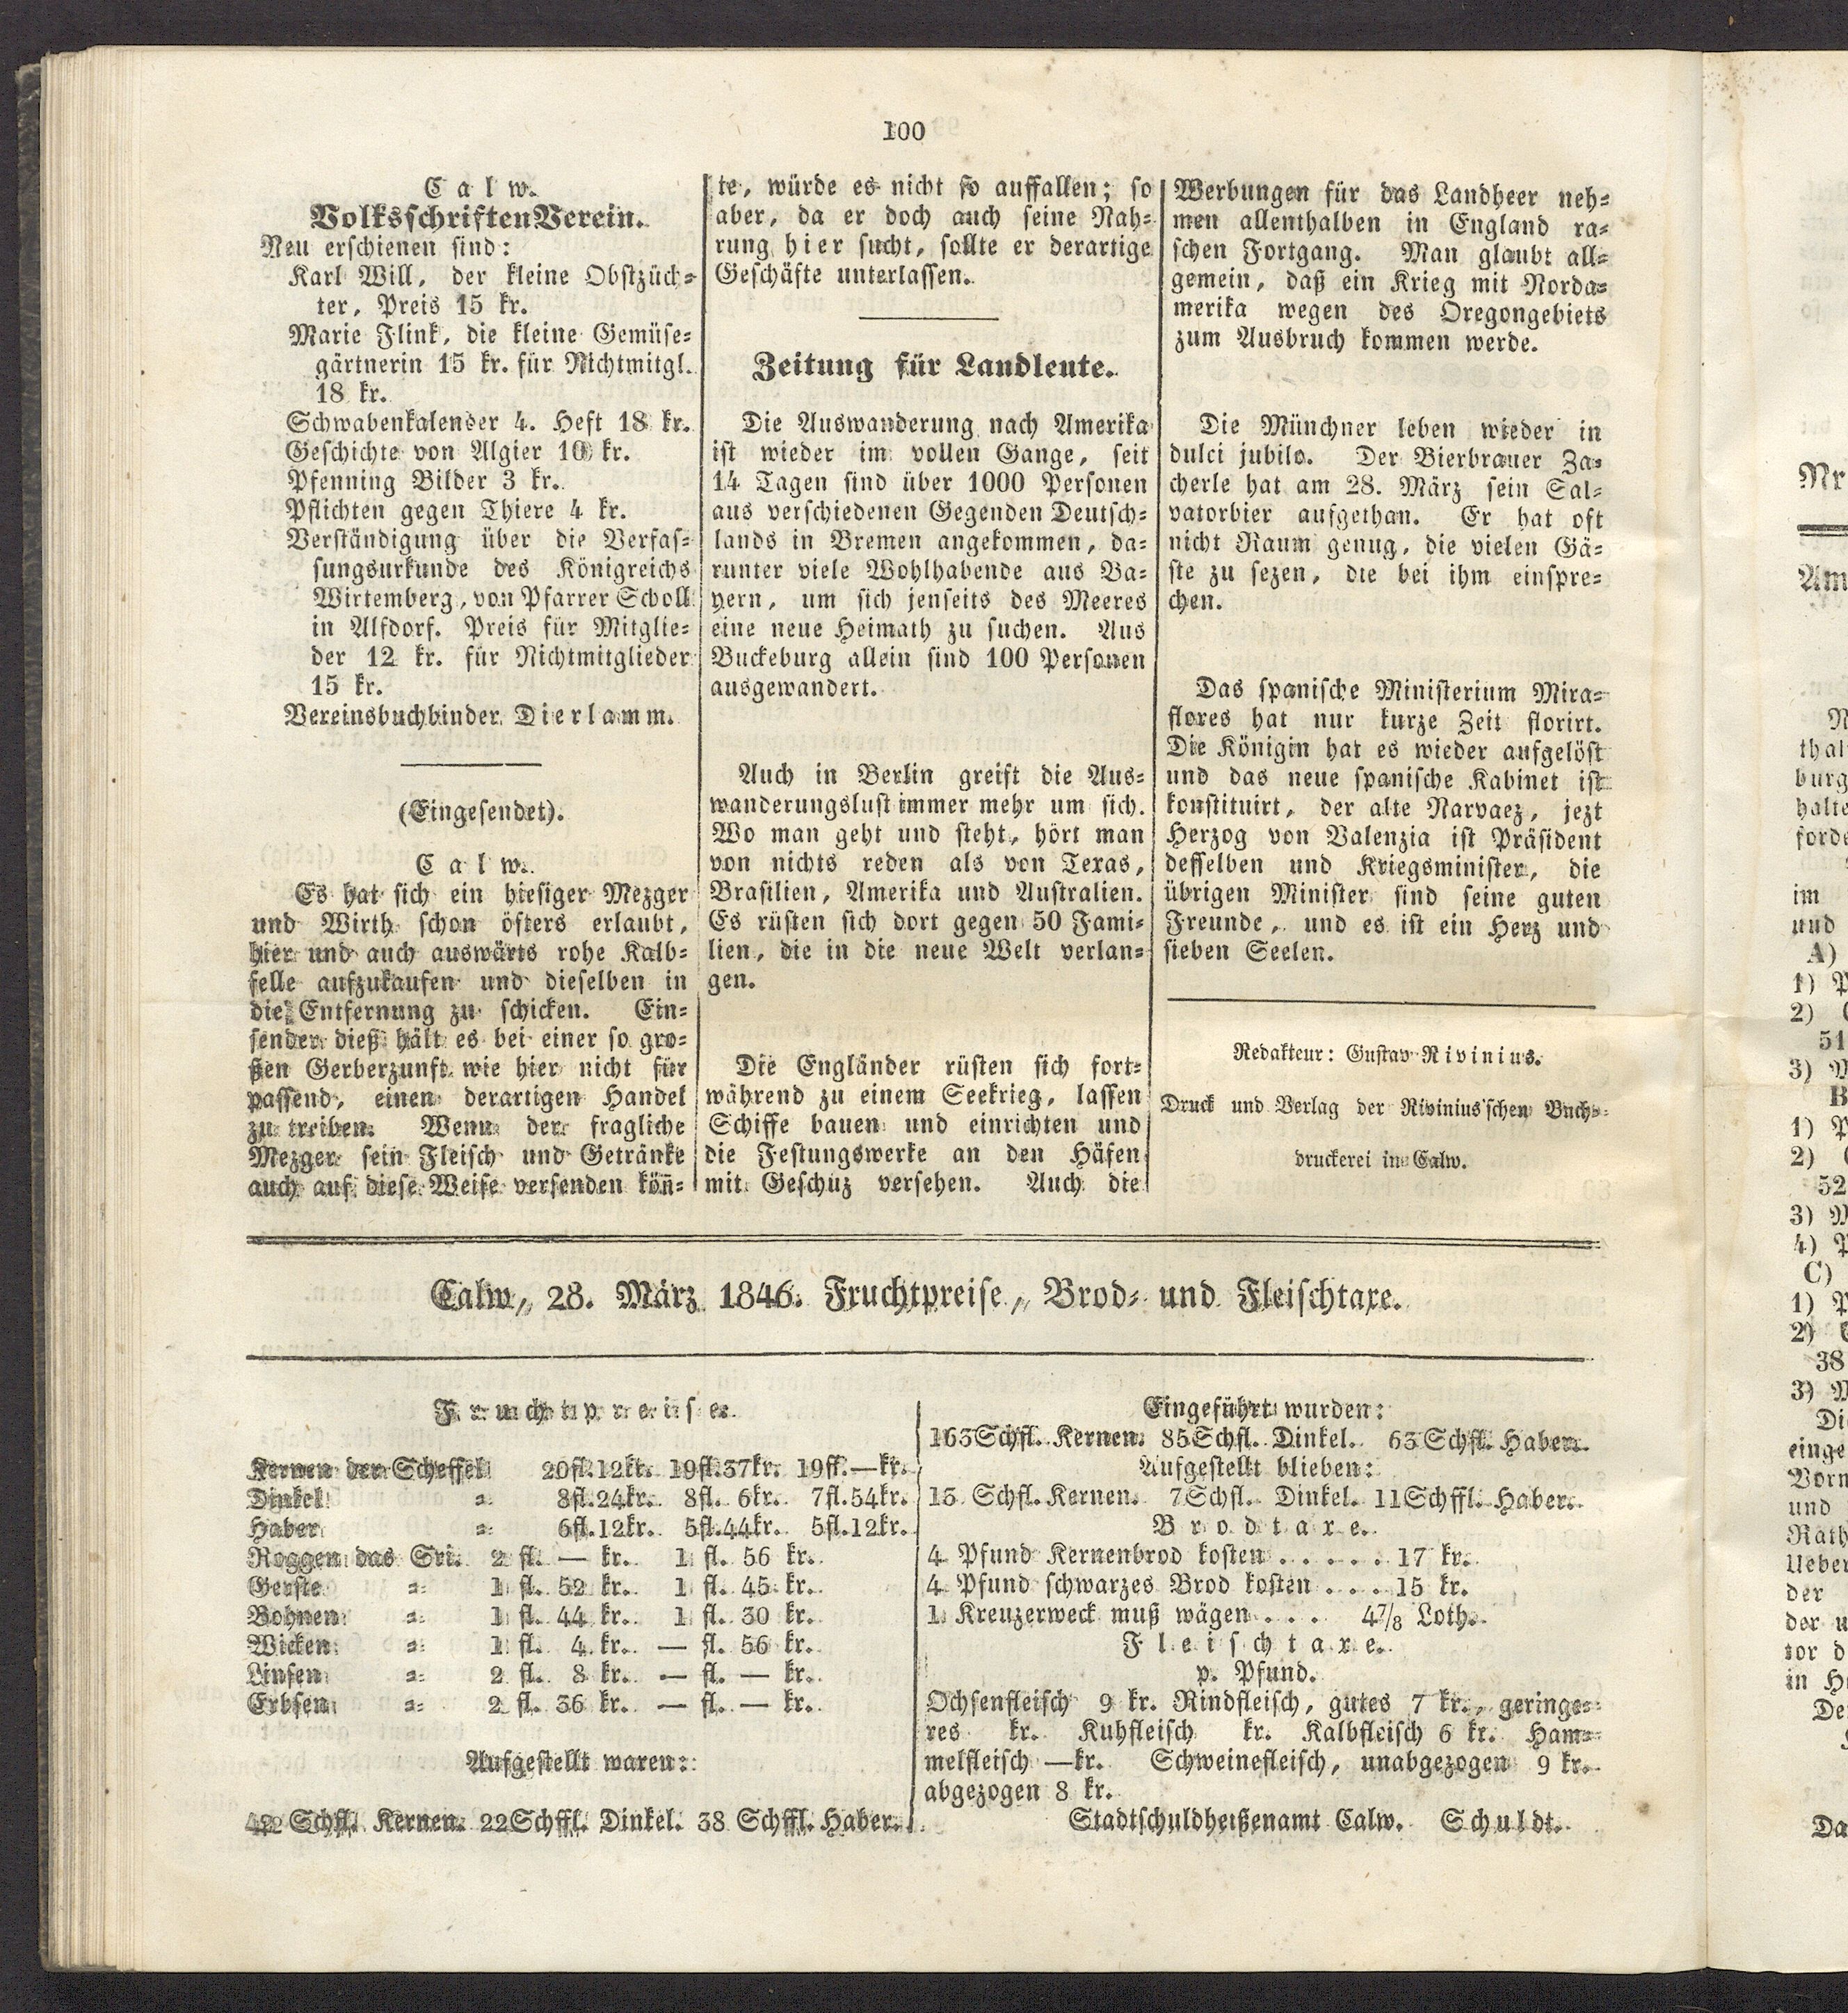 100
Calw.
VolksschriftenVerein.
Neu erschienen sind:
Karl Will, der kleine Obstzüch-
ter, Preis 15 kr.
Marie Flink, die kleine Gemüse-
gärtnerin 15 kr. für Nichtmitgl.
18 kr.
Schwabenkalender 4. Heft 18 kr.
Geschichte von Algier 10 kr.
Pfenning Bilder 3 kr.
Pflichten gegen Thiere 4 kr.
Verständigung über die Verfas-
sungsurkunde des Königreichs
Wirtemberg, von Pfarrer Scholl
in Alfdorf. Preis für Mitglie-
der 12 kr. für Nichtmitglieder
15 kr.
Vereinsbuchbinder Dierlamm.
(Eingesendet).
Calw.
Es hat sich ein hiesiger Mezger
und Wirth schon öfters erlaubt,
hier und auch auswärts rohe Kalb-
felle aufzukaufen und dieselben in
die Entfernung zu schicken. Ein-
sender dieß hält es bei einer so gro-
ßen Gerberzunft wie hier nicht für
passend, einen derartigen Handel
zu treiben. Wenn der fragliche
Mezger sein Fleisch und Getränke
auch auf diese Weise versenden kön-
te, würde es nicht so auffallen; so
aber, da er doch auch seine Nah-
rung hier sucht, sollte er derartige
Geschäfte unterlassen.
Zeitung für Landleute.
Die Auswanderung nach Amerika
ist wieder im vollen Gange, seit
14 Tagen sind über 1000 Personen
aus verschiedenen Gegenden Deutsch-
lands in Bremen angekommen, da-
runter viele Wohlhabende aus Ba-
yern, um sich jenseits des Meeres
eine neue Heimath zu suchen. Aus
Buckeburg allein sind 100 Personen
ausgewandert.
Auch in Berlin greift die Aus-
wanderungslust immer mehr um sich.
Wo man geht und steht, hört man
von nichts reden als von Texas,
Brasilien, Amerika und Australien.
Es rüsten sich dort gegen 50 Fami-
lien, die in die neue Welt verlan-
gen.
Die Engländer rüsten sich fort-
während zu einem Seekrieg, lassen
Schiffe bauen und einrichten und
die Festungswerke an den Häfen
mit Geschüz versehen. Auch die
Werbungen für das Landheer neh-
men allenthalben in England ra-
schen Fortgang. Man glaubt all-
gemein, daß ein Krieg mit Norda-
merika wegen des Oregongebiets
zum Ausbruch kommen werde.
Die Münchner leben wieder in
dulci jubilo. Der Bierbrauer Za-
cherle hat am 28. März sein Sal-
vatorbier aufgethan. Er hat oft
nicht Raum genug, die vielen Gä-
ste zu sezen, die bei ihm einspre-
chen.
Das spanische Ministerium Mira-
flores hat nur kurze Zeit florirt.
Die Königin hat es wieder aufgelöst
und das neue spanische Kabinet ist
konstituirt, der alte Narvaez, jezt
Herzog von Valenzia ist Präsident
desselben und Kriegsminister, die
übrigen Minister sind seine guten
Freunde, und es ist ein Herz und
sieben Seelen.
Redakteur: Gustav Rivinius.
Druck und Verlag der Rivinius'schen Buch-
druckerei in Calw.
Calw, 28. März 1846. Fruchtpreise, Brod- und Fleischtaxe.
Fruchtpreise.
Kernen der Scheffel 20fl.12kr. 19fl.37kr. 19fl.—kr.
Dinkel " 8fl.24kr. 8fl. 6kr. 7fl.54kr.
Haber " 6fl.12kr. 5fl.44kr. 5fl.12kr.
Roggen das Sri. 2 fl. — kr. 1 fl. 56 kr.
Gerste " 1 fl. 52 kr. 1 fl. 45 kr.
Bohnen " 1 fl. 44 kr. 1 fl. 30 kr.
Wicken " 1 fl. 4 kr. — fl. 56 kr.
Linsen " 2 fl. 8 kr. — fl. — kr.
Erbsen " 2 fl. 36 kr. — fl. — kr.
Aufgestellt waren:
42 Schfl. Kernen. 22Schffl. Dinkel. 38 Schffl. Haber.
Eingeführt wurden:
163Schfl. Kernen. 85Schfl. Dinkel. 63 Schfl. Haber.
Aufgestellt blieben:
15 Schfl. Kernen. 7Schfl. Dinkel. 11Schffl. Haber.
Brodtaxe.
4 Pfund Kernenbrod kosten . . . . . 17 kr.
4 Pfund schwarzes Brod kosten . . . 15 kr.
1 Kreuzerweck muß wägen . . . 4⅞ Loth.
Fleischtaxe.
p. Pfund.
Ochsenfleisch 9 kr. Rindfleisch, gutes 7 kr., geringe-
res kr. Kuhfleisch kr. Kalbfleisch 6 kr. Ham-
melfleisch —kr. Schweinefleisch, unabgezogen 9 kr.
abgezogen 8 kr.
Stadtschuldheißenamt Calw. Schuldt.